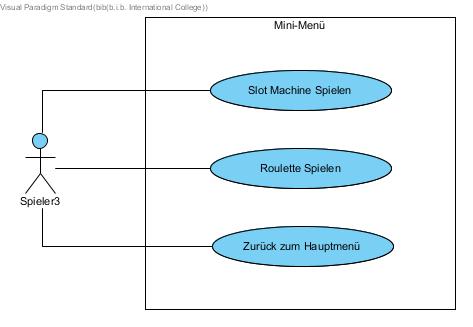 Visual Paradigm Standard(bib(b.i.b. International College))
Mini-Menü
Slot Machine Spielen
Roulette Spielen
Spieler3
Zurück zum Hauptmenü